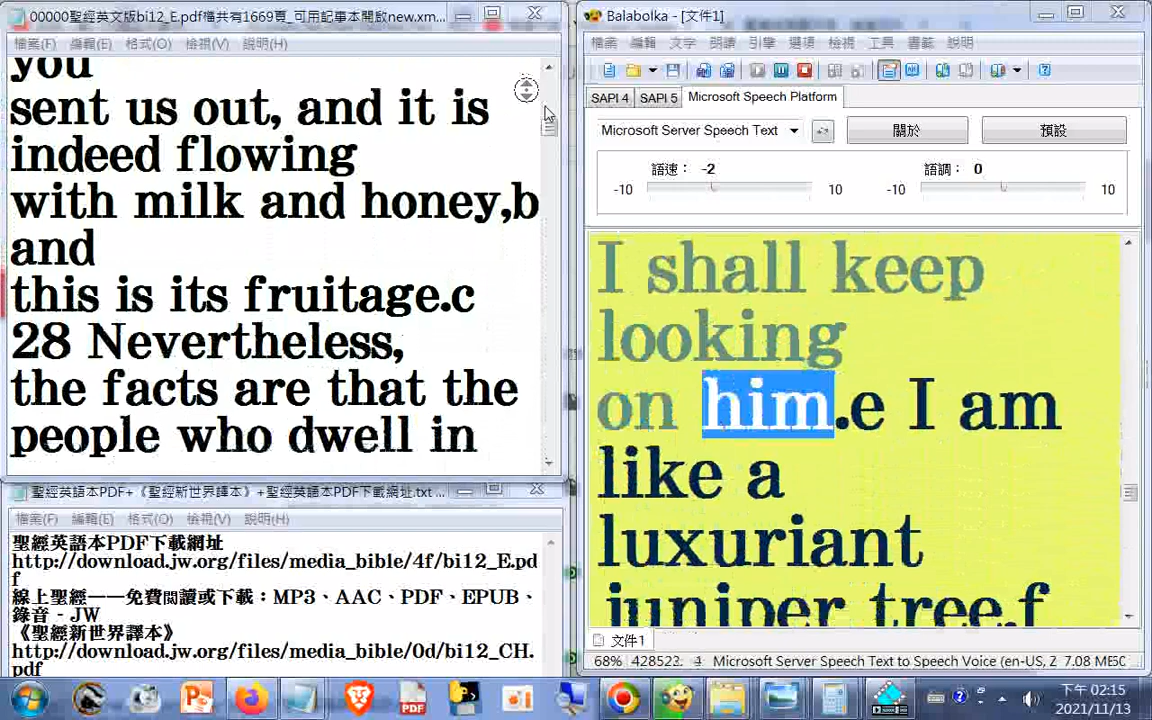 00000聖經英文版bi12_E.pdf檔共有1669頁_可用記事本開啟new.xm...
檔案(F) 編輯(E) 格式(O) 檢視(V) 說明(H)
you
sent us out, and it is
indeed flowing
with milk and honey,b
and
this is its fruitage.c
28 Nevertheless,
the facts are that the
people who dwell in
聖經英語本PDF+《聖經新世界譯本》+聖經英語本PDF下載網址.txt ...
檔案(F) 編輯(E) 格式(O) 檢視(V) 說明(H)
聖經英語本PDF下載網址
http://download.jw.org/files/media_bible/4f/bi12_E.pd
f
線上聖經——免費閱讀或下載：MP3、AAC、PDF、EPUB、
錄音 - JW
《聖經新世界譯本》
http://download.jw.org/files/media_bible/0d/bi12_CH.
pdf
Balabolka - [文件1]
檔案 編輯 文字 朗讀 引擎 選項 檢視 工具 書籤 說明
SAPI 4 SAPI 5 Microsoft Speech Platform
Microsoft Server Speech Text 關於 預設
語速： -2 語調： 0
-10 10 -10 10
I shall keep
looking
on him.e I am
like a
luxuriant
juniper tree.f
文件1
68% 428522. 4 Microsoft Server Speech Text to Speech Voice (en-US, Z 7.08 ME50
下午 02:15
2021/11/13